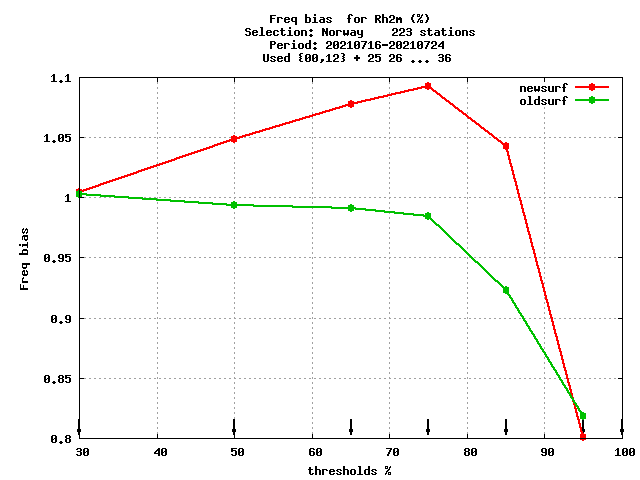 Freq bias  for Rh2m (%)
Selection: Norway    223 stations
Period: 20210716-20210724
Used {00,12} + 25 26 ... 36
newsurf
oldsurf
1.1
1.05
1
0.95
0.9
0.85
0.8
Freq bias
30 40 50 60 70 80 90 100
thresholds %